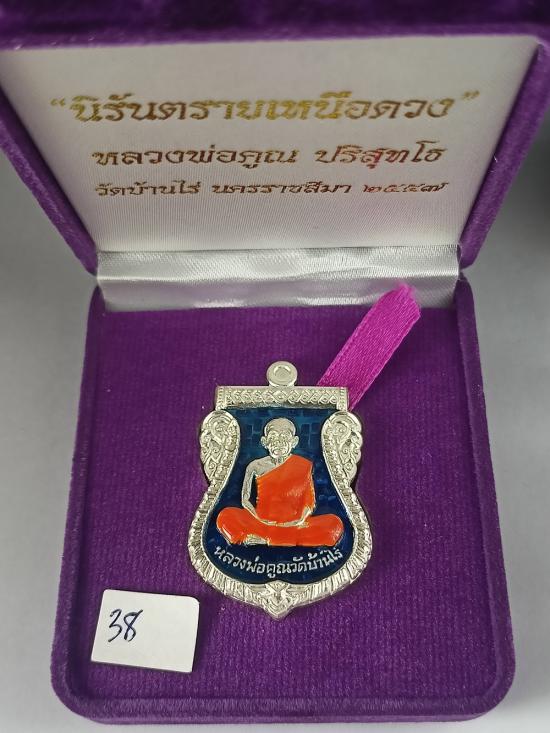 “นิรันตรายเหนือดวง”
หลวงพ่อคูณ ปริสุทโธ
วัดบ้านไร่ นครราชสีมา ๒๕๕๗
หลวงพ่อคูณวัดบ้านไร่
38